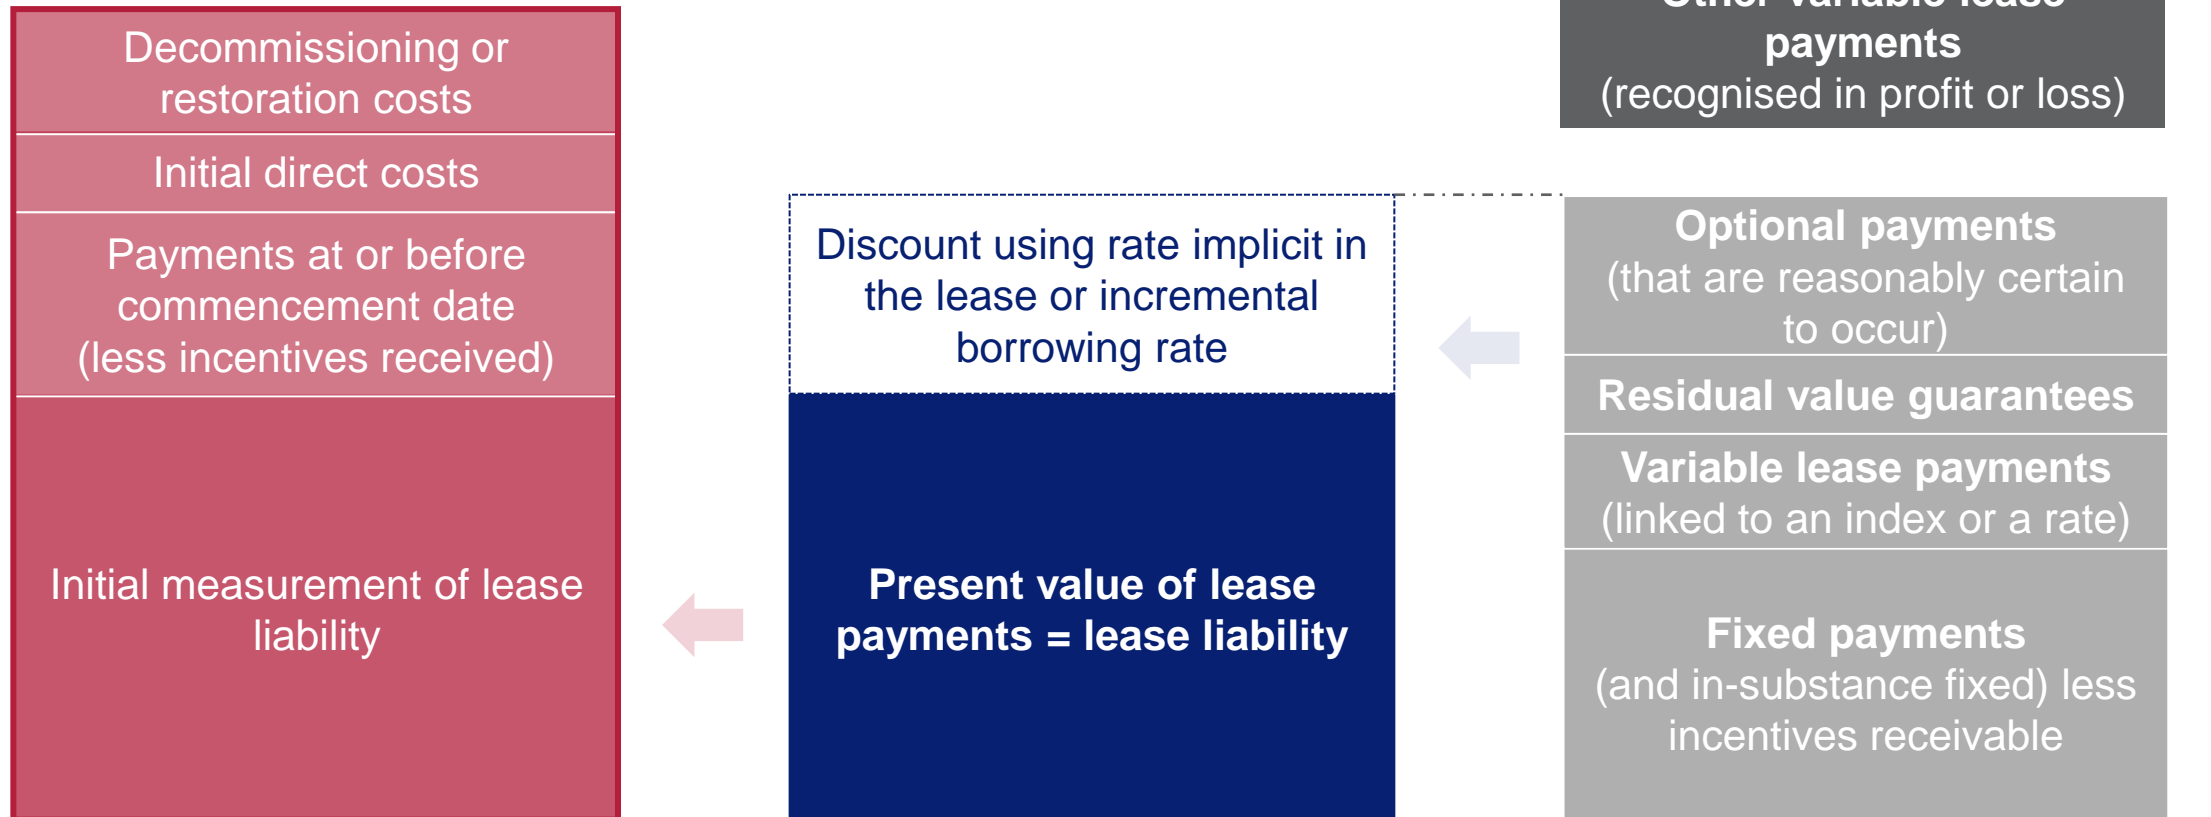 Decommissioning or
restoration costs
Initial direct costs
Payments at or before
commencement date
(less incentives received)
Initial measurement of lease
liability
Discount using rate implicit in
the lease or incremental
borrowing rate
Present value of lease
payments = lease liability
Other variable lease
payments
(recognised in profit or loss)
Optional payments
(that are reasonably certain
to occur)
Residual value guarantees
Variable lease payments
(linked to an index or a rate)
Fixed payments
(and in-substance fixed) less
incentives receivable